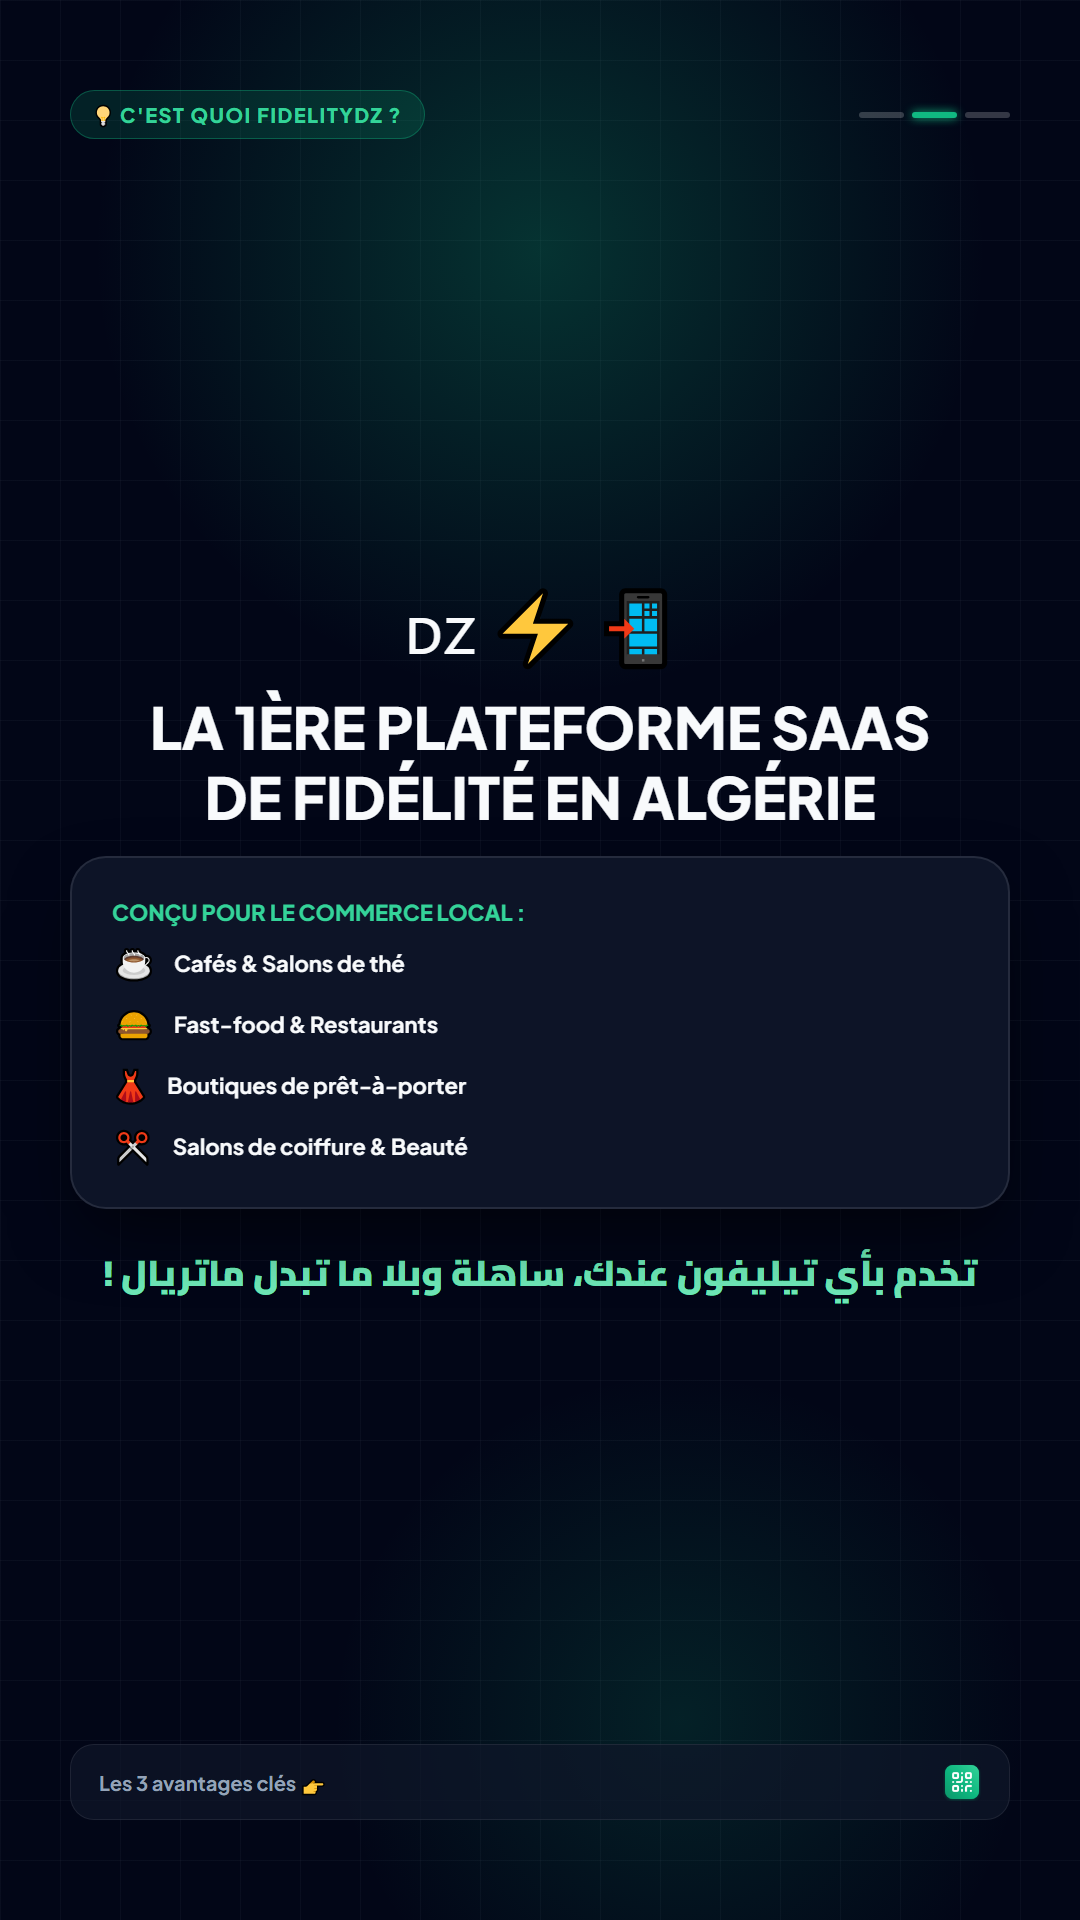 💡 C'EST QUOI FIDELITYDZ ?
DZ ⚡ 📲
LA 1ÈRE PLATEFORME SAAS
DE FIDÉLITÉ EN ALGÉRIE
CONÇU POUR LE COMMERCE LOCAL :
☕ Cafés & Salons de thé
🍔 Fast-food & Restaurants
👗 Boutiques de prêt-à-porter
✂️ Salons de coiffure & Beauté
تخدم بأي تيليفون عندك، ساهلة وبلا ما تبدل ماتريال !
Les 3 avantages clés 👉